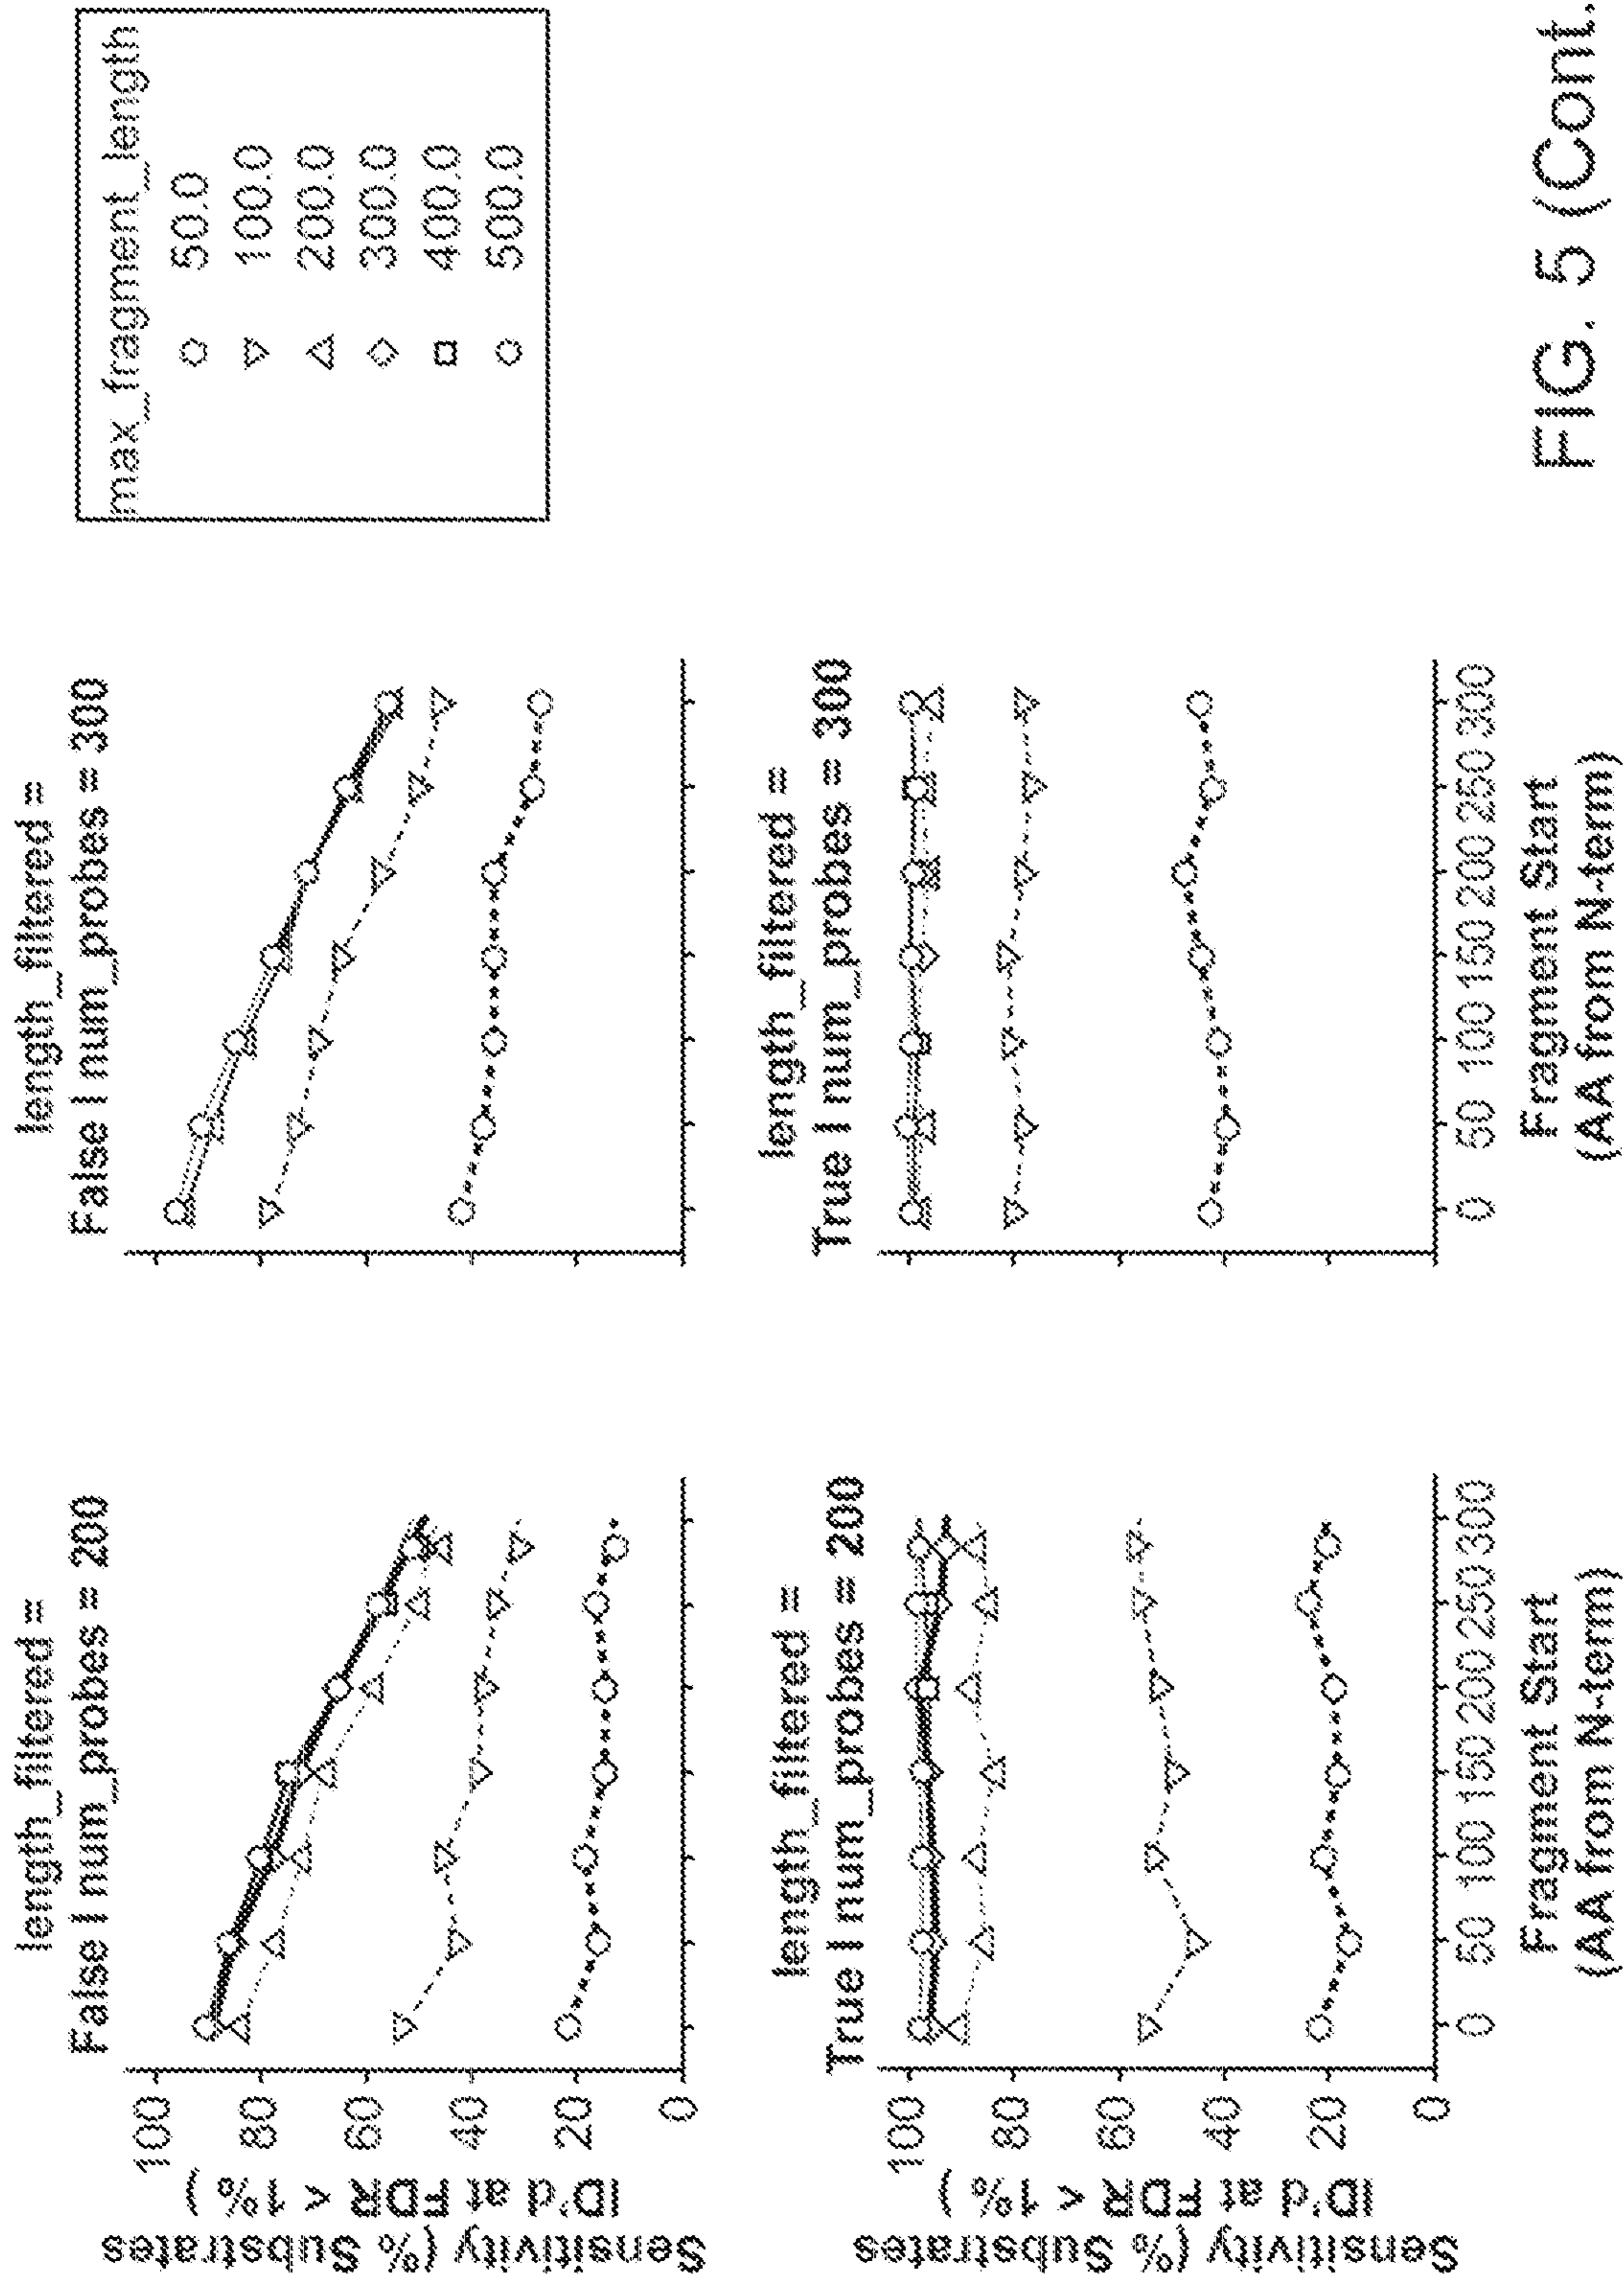 length_filtered =
False | num_probes = 200
Sensitivity (% Substrates
ID'd at FDR < 1% )
100
80
60
40
20
0
length_filtered =
False | num_probes = 300
max_fragment_length
50.0
100.0
200.0
300.0
400.0
500.0
length_filtered =
True | num_probes = 200
Sensitivity (% Substrates
ID'd at FDR < 1% )
100
80
60
40
20
0
0 50 100 150 200 250 300
Fragment Start
(AA from N-term)
length_filtered =
True | num_probes = 300
0 50 100 150 200 250 300
Fragment Start
(AA from N-term)
FIG. 5 (Cont.